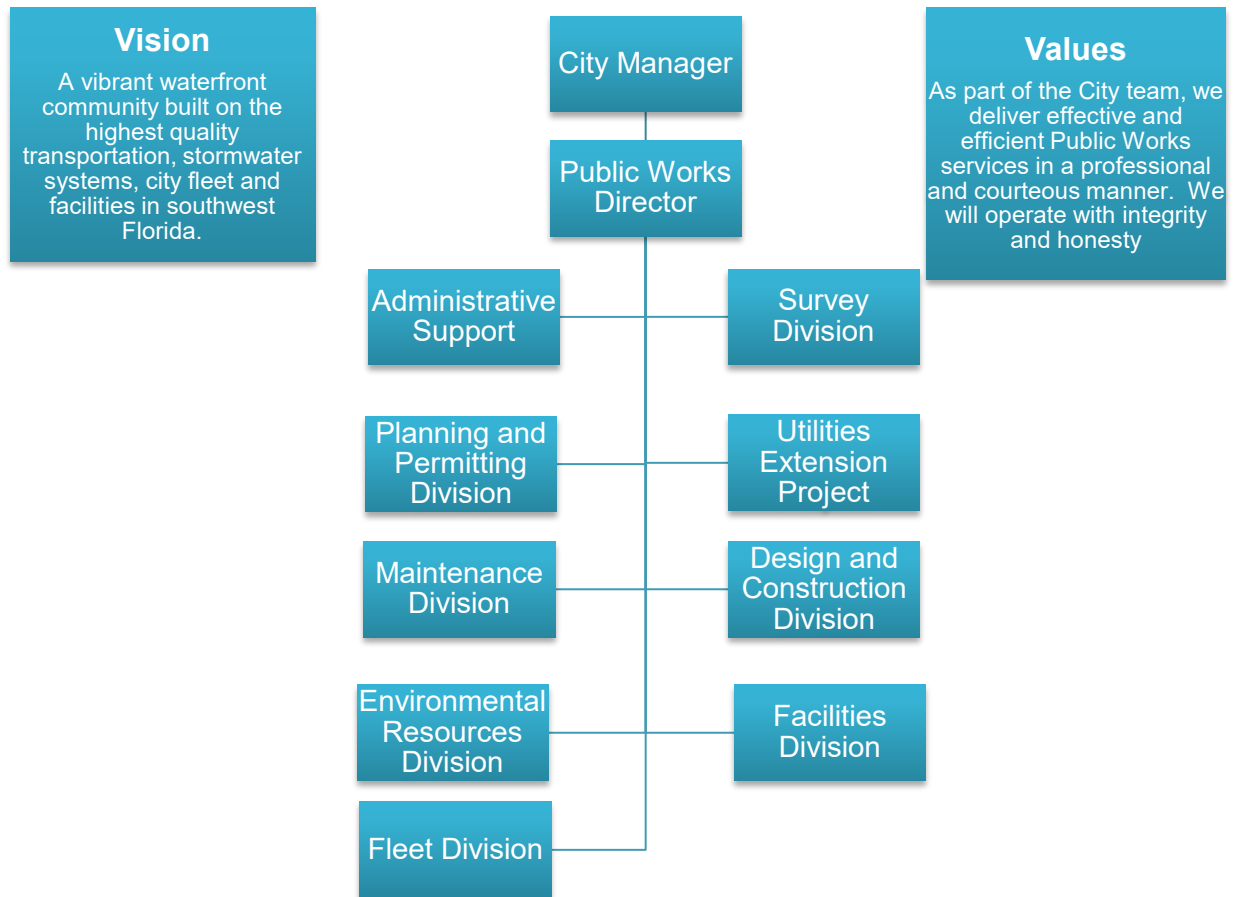 Vision
A vibrant waterfront
community built on the
highest quality
transportation, stormwater
systems, city fleet and
facilities in southwest
Florida.
City Manager
Values
As part of the City team, we
deliver effective and
efficient Public Works
services in a professional
and courteous manner.  We
will operate with integrity
and honesty
Public Works
Director
Administrative
Support
Survey
Division
Planning and
Permitting
Division
Utilities
Extension
Project
Maintenance
Division
Design and
Construction
Division
Environmental
Resources
Division
Facilities
Division
Fleet Division